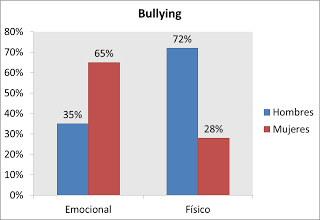 Bullying
80%
70%
60%
50%
40%
30%
20%
10%
0%
35%
65%
72%
28%
Emocional
Físico
Hombres
Mujeres